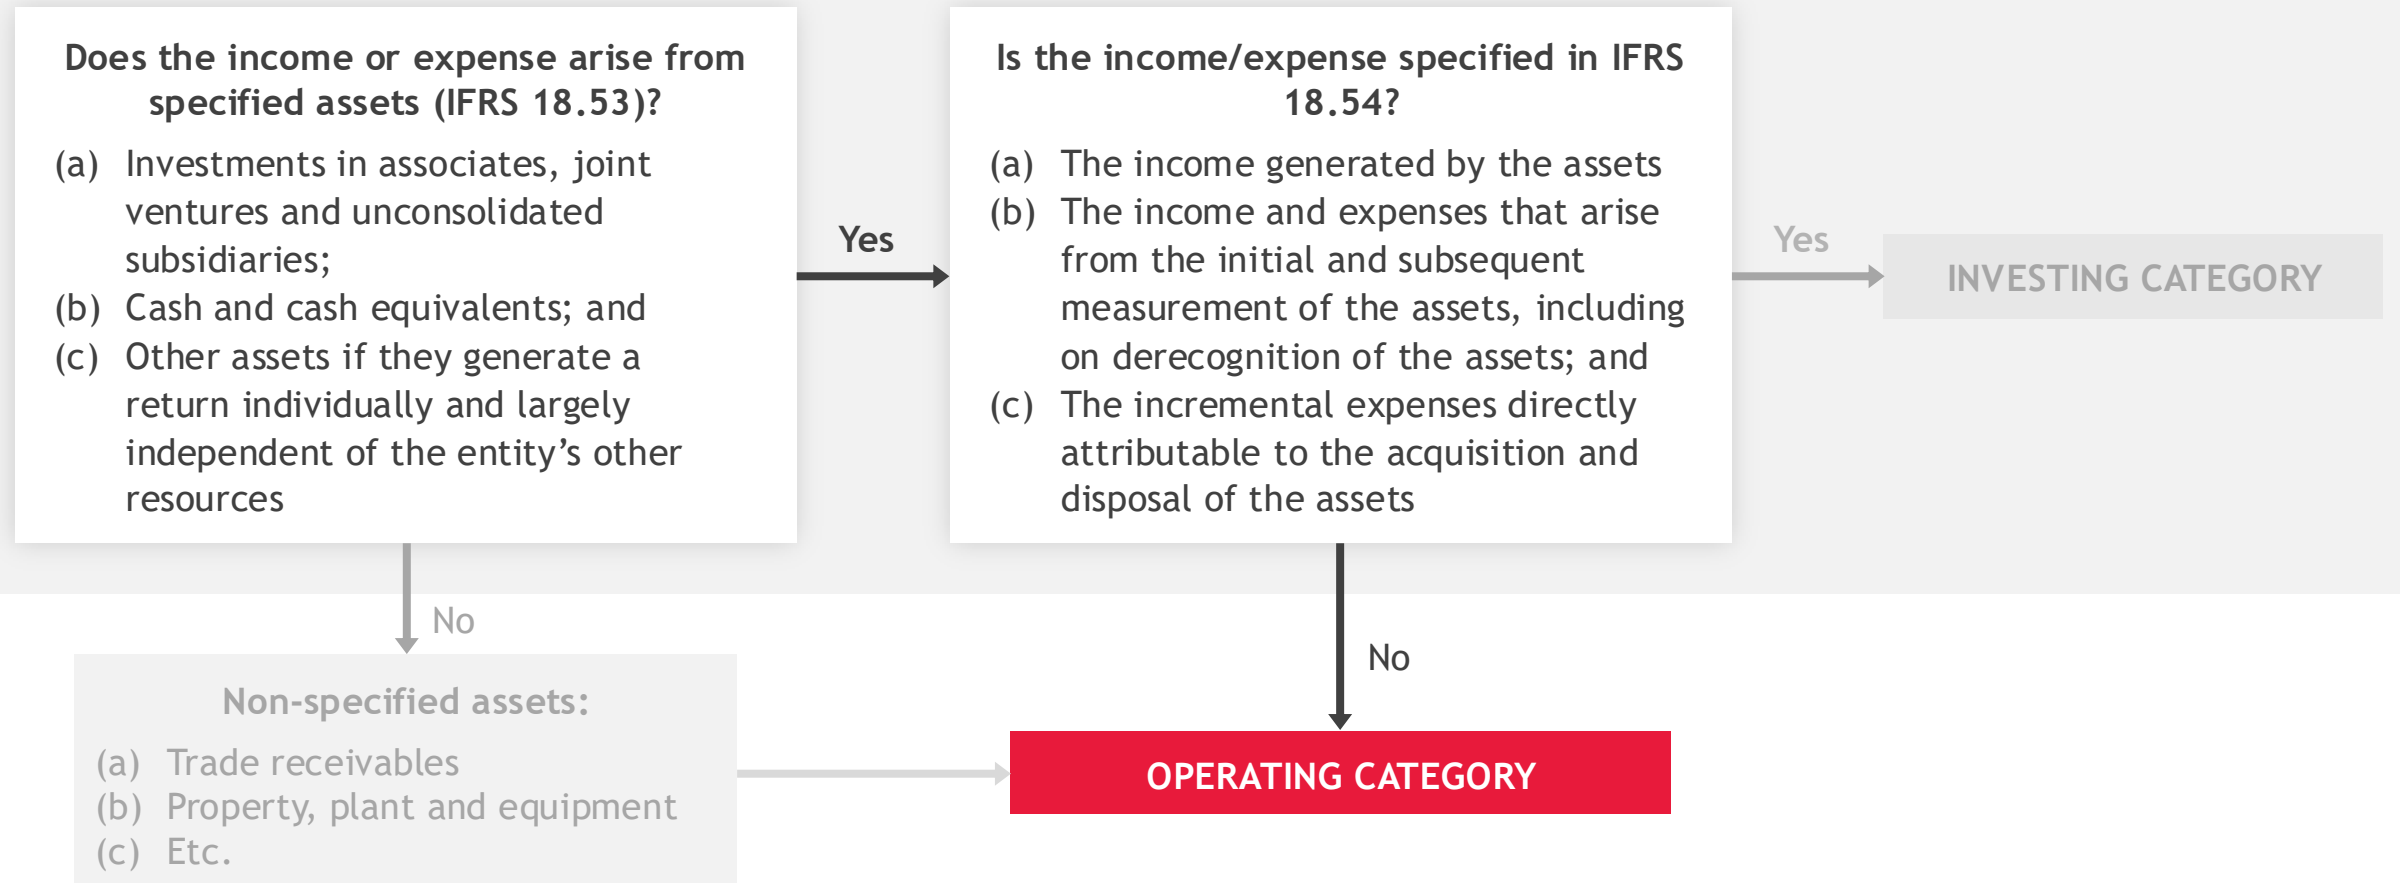 Does the income or expense arise from
specified assets (IFRS 18.53)?
(a) Investments in associates, joint
ventures and unconsolidated
subsidiaries;
(b) Cash and cash equivalents; and
(c) Other assets if they generate a
return individually and largely
independent of the entity’s other
resources
Yes
Is the income/expense specified in IFRS
18.54?
(a) The income generated by the assets
(b) The income and expenses that arise
from the initial and subsequent
measurement of the assets, including
on derecognition of the assets; and
(c) The incremental expenses directly
attributable to the acquisition and
disposal of the assets
Yes
INVESTING CATEGORY
No
Non-specified assets:
(a) Trade receivables
(b) Property, plant and equipment
(c) Etc.
No
OPERATING CATEGORY